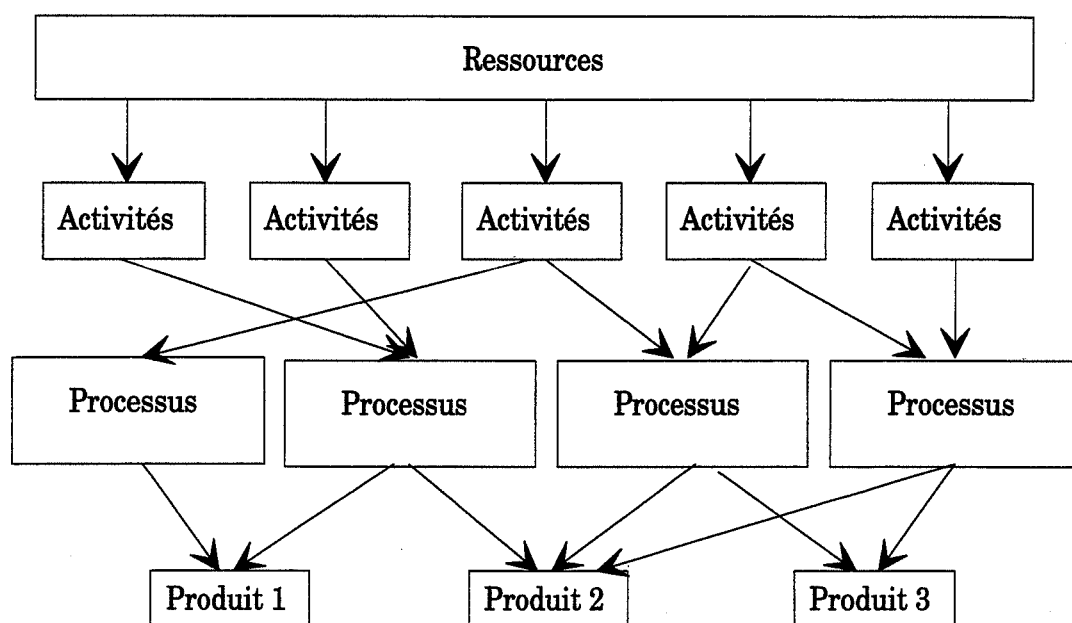 Ressources
Activités
Activités
Activités
Activités
Activités
Processus
Processus
Processus
Processus
Produit 1
Produit 2
Produit 3